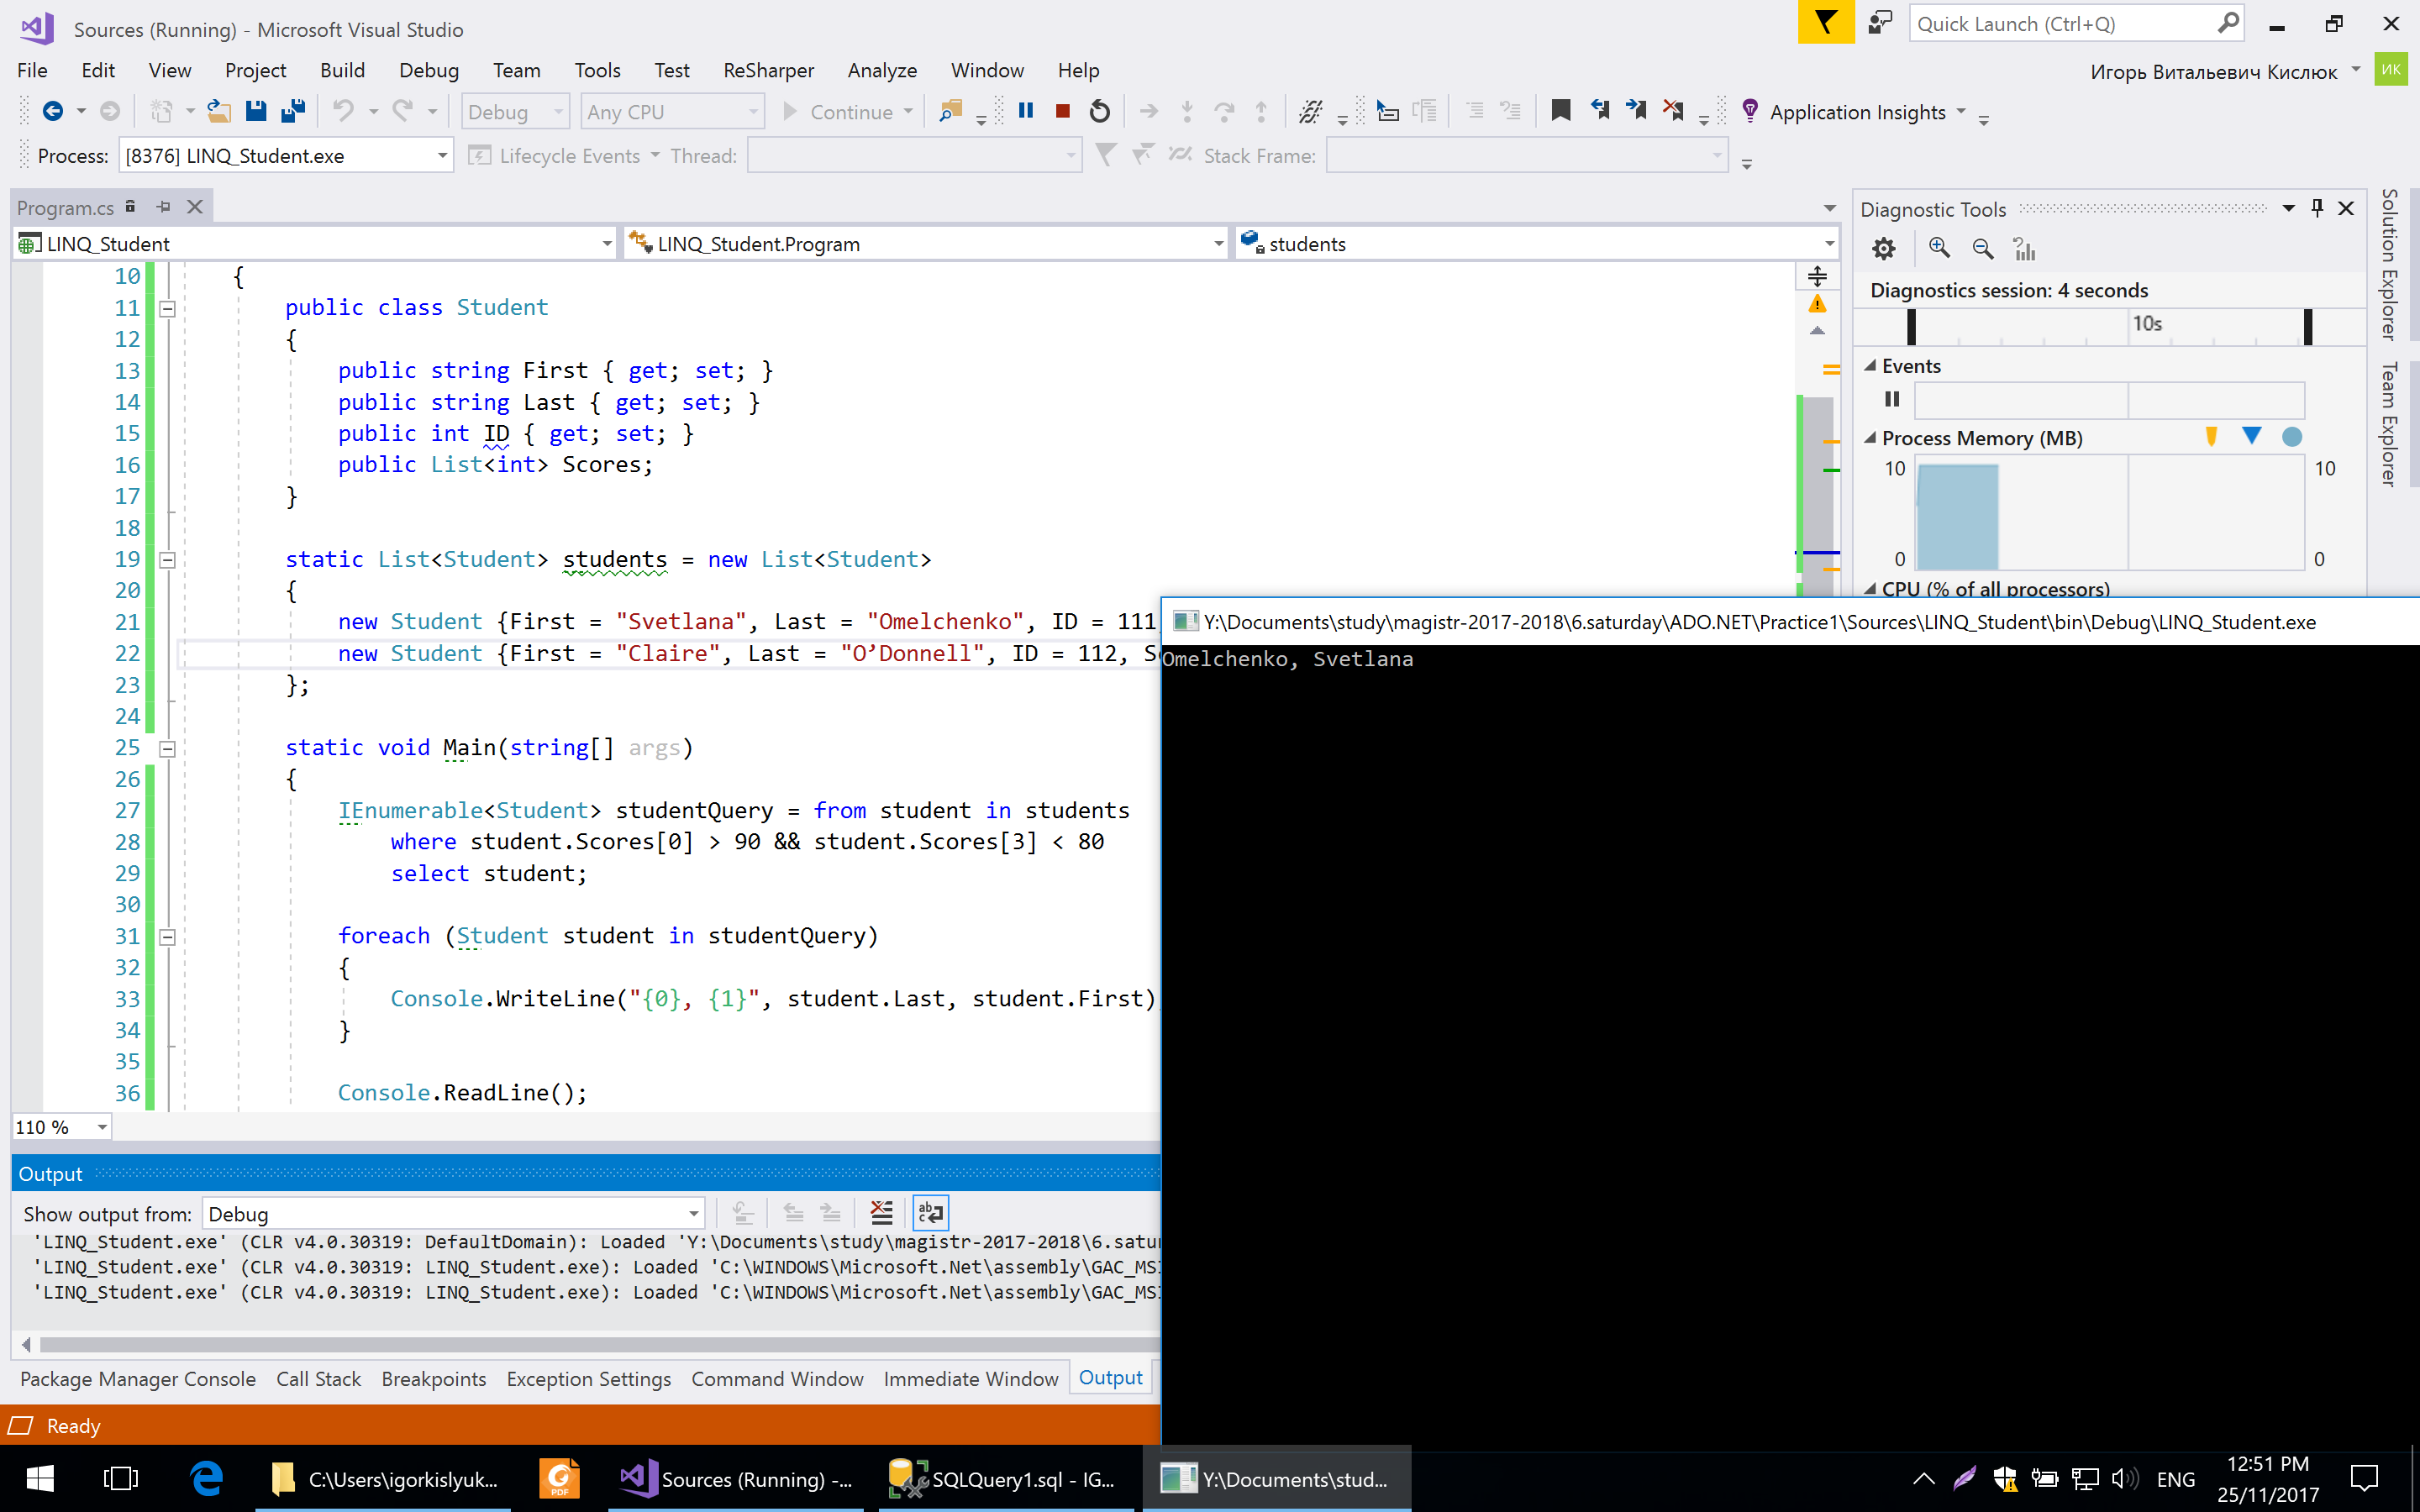 Sources (Running) - Microsoft Visual Studio
Quick Launch (Ctrl+Q)
File Edit View Project Build Debug Team Tools Test ReSharper Analyze Window Help
Игорь Витальевич Кислюк
ИК
Debug Any CPU Continue Application Insights
Process: [8376] LINQ_Student.exe Lifecycle Events Thread: Stack Frame:
Program.cs
LINQ_Student LINQ_Student.Program students
10 {
11 public class Student
12 {
13 public string First { get; set; }
14 public string Last { get; set; }
15 public int ID { get; set; }
16 public List<int> Scores;
17 }
18
19 static List<Student> students = new List<Student>
20 {
21 new Student {First = "Svetlana", Last = "Omelchenko", ID = 111,
22 new Student {First = "Claire", Last = "O’Donnell", ID = 112, Sc
23 };
24
25 static void Main(string[] args)
26 {
27 IEnumerable<Student> studentQuery = from student in students
28 where student.Scores[0] > 90 && student.Scores[3] < 80
29 select student;
30
31 foreach (Student student in studentQuery)
32 {
33 Console.WriteLine("{0}, {1}", student.Last, student.First)
34 }
35
36 Console.ReadLine();
110 %
Diagnostic Tools
Diagnostics session: 4 seconds
10s
Events
Process Memory (MB)
10 10
0 0
CPU (% of all processors)
Solution Explorer
Team Explorer
Y:\Documents\study\magistr-2017-2018\6.saturday\ADO.NET\Practice1\Sources\LINQ_Student\bin\Debug\LINQ_Student.exe
Omelchenko, Svetlana
Output
Show output from: Debug
'LINQ_Student.exe' (CLR v4.0.30319: DefaultDomain): Loaded 'Y:\Documents\study\magistr-2017-2018\6.satu
'LINQ_Student.exe' (CLR v4.0.30319: LINQ_Student.exe): Loaded 'C:\WINDOWS\Microsoft.Net\assembly\GAC_MS
'LINQ_Student.exe' (CLR v4.0.30319: LINQ_Student.exe): Loaded 'C:\WINDOWS\Microsoft.Net\assembly\GAC_MS
Package Manager Console Call Stack Breakpoints Exception Settings Command Window Immediate Window Output
Ready
C:\Users\igorkislyuk... PDF Sources (Running) -... SQLQuery1.sql - IG... Y:\Documents\stud... ENG 12:51 PM
25/11/2017